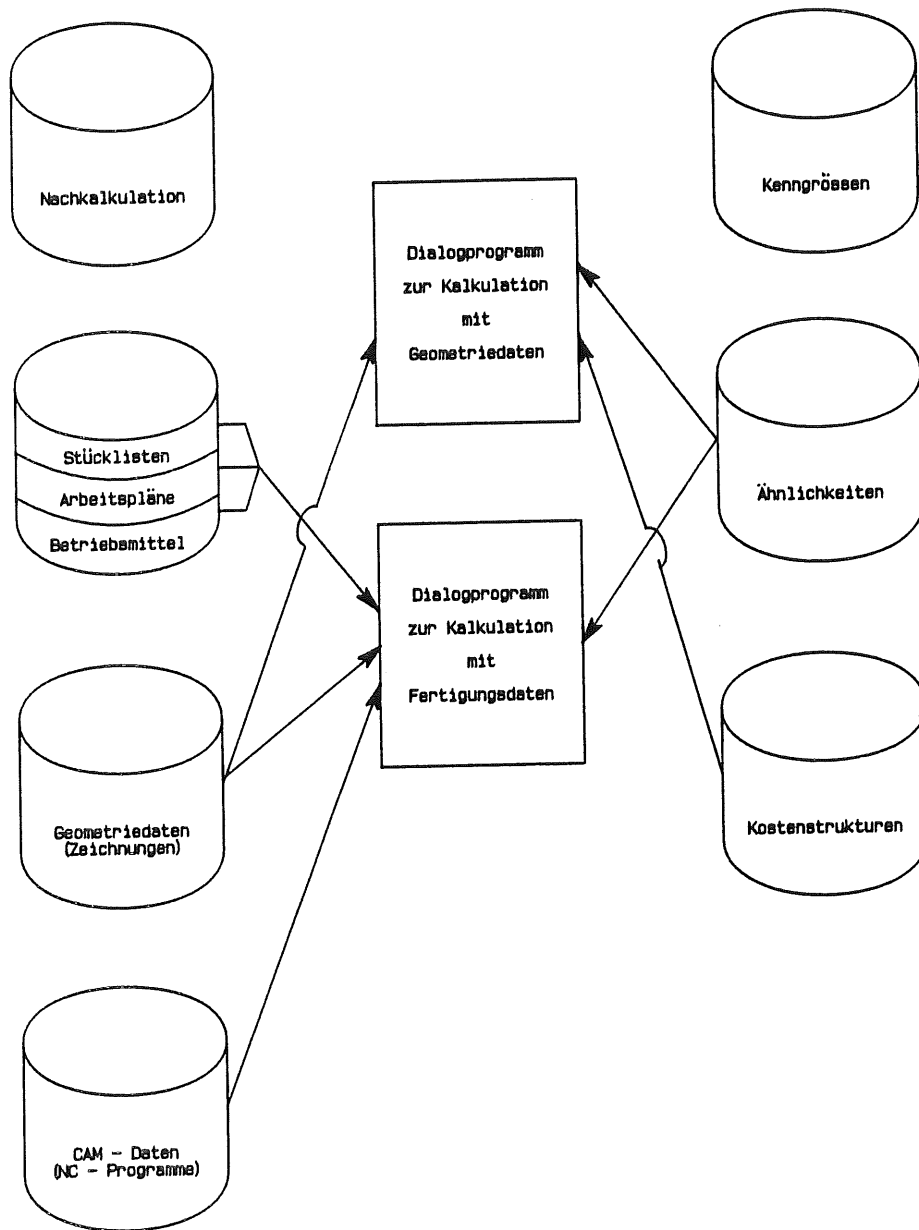 Nachkalkulation
Kenngrössen
Dialogprogramm
zur Kalkulation
mit
Geometriedaten
Stücklisten
Arbeitspläne
Betriebsmittel
Ähnlichkeiten
Dialogprogramm
zur Kalkulation
mit
Fertigungsdaten
Geometriedaten
(Zeichnungen)
Kostenstrukturen
CAM - Daten
(NC - Programme)